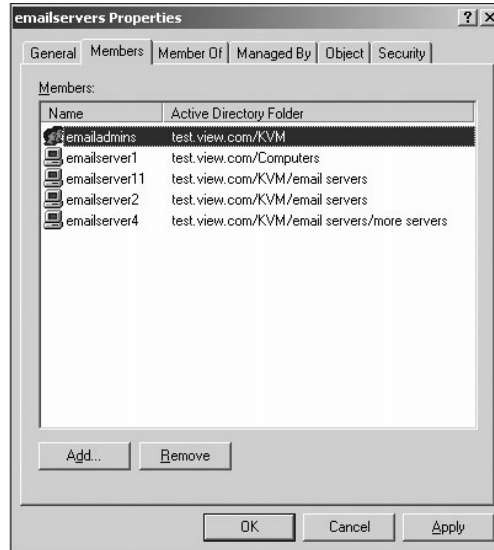 emailservers Properties
? ×
General Members Member Of Managed By Object Security
Members:
Name Active Directory Folder
emailadmins test.view.com/KVM
emailserver1 test.view.com/Computers
emailserver11 test.view.com/KVM/email servers
emailserver2 test.view.com/KVM/email servers
emailserver4 test.view.com/KVM/email servers/more servers
Add... Remove
OK Cancel Apply